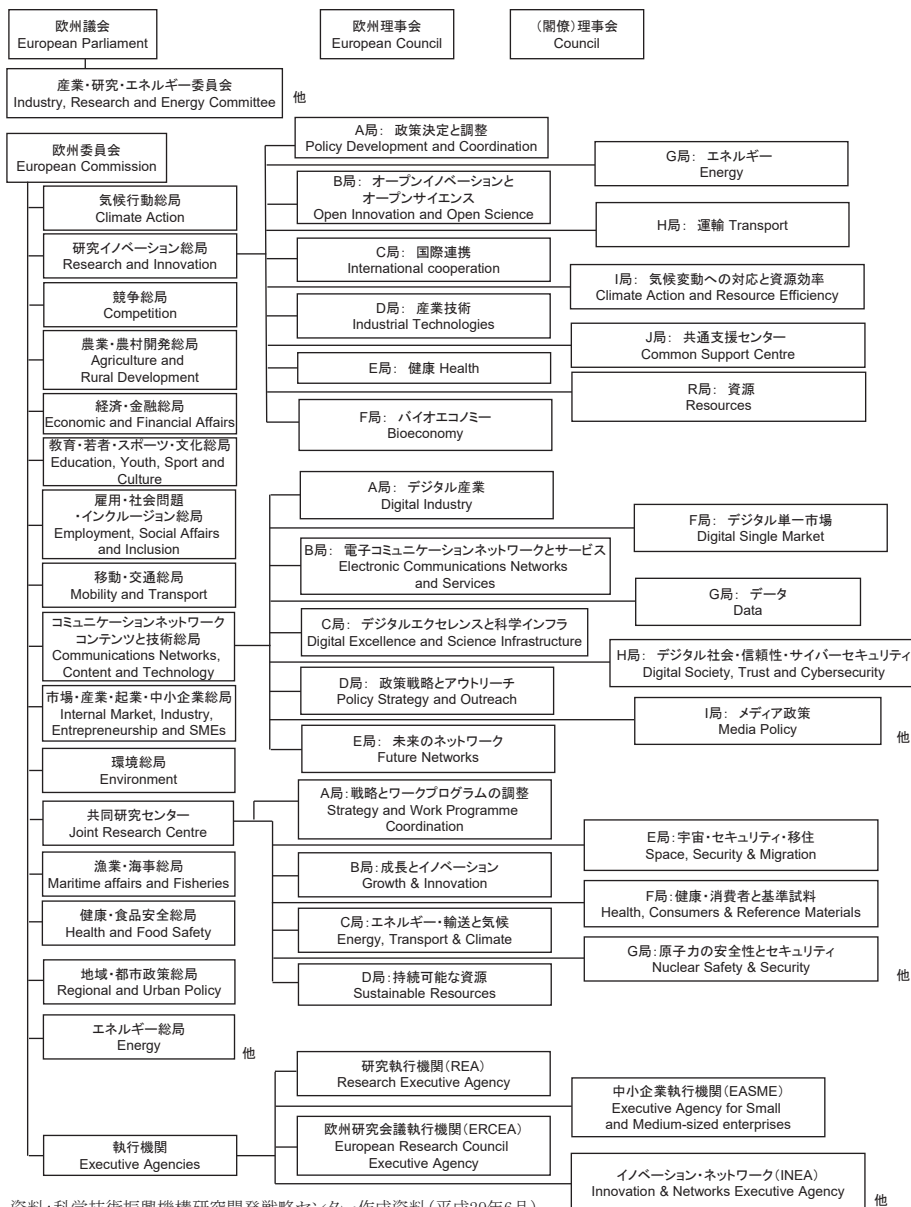 欧州議会
European Parliament
欧州理事会
European Council
(閣僚)理事会
Council
産業・研究・エネルギー委員会
Industry, Research and Energy Committee
他
欧州委員会
European Commission
気候行動総局
Climate Action
研究イノベーション総局
Research and Innovation
競争総局
Competition
農業・農村開発総局
Agriculture and
Rural Development
経済・金融総局
Economic and Financial Affairs
教育・若者・スポーツ・文化総局
Education, Youth, Sport and
Culture
雇用・社会問題
・インクルージョン総局
Employment, Social Affairs
and Inclusion
移動・交通総局
Mobility and Transport
コミュニケーションネットワーク
コンテンツと技術総局
Communications Networks,
Content and Technology
市場・産業・起業・中小企業総局
Internal Market, Industry,
Entrepreneurship and SMEs
環境総局
Environment
共同研究センター
Joint Research Centre
漁業・海事総局
Maritime affairs and Fisheries
健康・食品安全総局
Health and Food Safety
地域・都市政策総局
Regional and Urban Policy
エネルギー総局
Energy
他
執行機関
Executive Agencies
A局: 政策決定と調整
Policy Development and Coordination
B局: オープンイノベーションと
オープンサイエンス
Open Innovation and Open Science
C局: 国際連携
International cooperation
D局: 産業技術
Industrial Technologies
E局: 健康 Health
F局: バイオエコノミー
Bioeconomy
G局: エネルギー
Energy
H局: 運輸 Transport
I局: 気候変動への対応と資源効率
Climate Action and Resource Efficiency
J局: 共通支援センター
Common Support Centre
R局: 資源
Resources
A局: デジタル産業
Digital Industry
B局: 電子コミュニケーションネットワークとサービス
Electronic Communications Networks
and Services
C局: デジタルエクセレンスと科学インフラ
Digital Excellence and Science Infrastructure
D局: 政策戦略とアウトリーチ
Policy Strategy and Outreach
E局: 未来のネットワーク
Future Networks
F局: デジタル単一市場
Digital Single Market
G局: データ
Data
H局: デジタル社会・信頼性・サイバーセキュリティ
Digital Society, Trust and Cybersecurity
I局: メディア政策
Media Policy
他
A局:戦略とワークプログラムの調整
Strategy and Work Programme
Coordination
B局:成長とイノベーション
Growth & Innovation
C局:エネルギー・輸送と気候
Energy, Transport & Climate
D局:持続可能な資源
Sustainable Resources
E局:宇宙・セキュリティ・移住
Space, Security & Migration
F局:健康・消費者と基準試料
Health, Consumers & Reference Materials
G局:原子力の安全性とセキュリティ
Nuclear Safety & Security
他
研究執行機関(REA)
Research Executive Agency
欧州研究会議執行機関(ERCEA)
European Research Council
Executive Agency
中小企業執行機関(EASME)
Executive Agency for Small
and Medium-sized enterprises
イノベーション・ネットワーク(INEA)
Innovation & Networks Executive Agency
他
資料:科学技術振興機構研究開発戦略センター作成資料(平成29年6月)